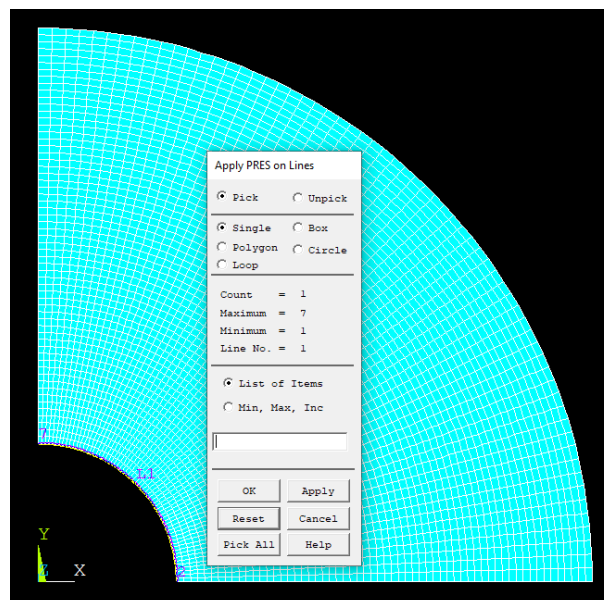 Apply PRES on Lines
Pick Unpick
Single Box
Polygon Circle
Loop
Count = 1
Maximum = 7
Minimum = 1
Line No. = 1
List of Items
Min, Max, Inc
OK Apply
Reset Cancel
Pick All Help
7
L1
Y
Z X
2